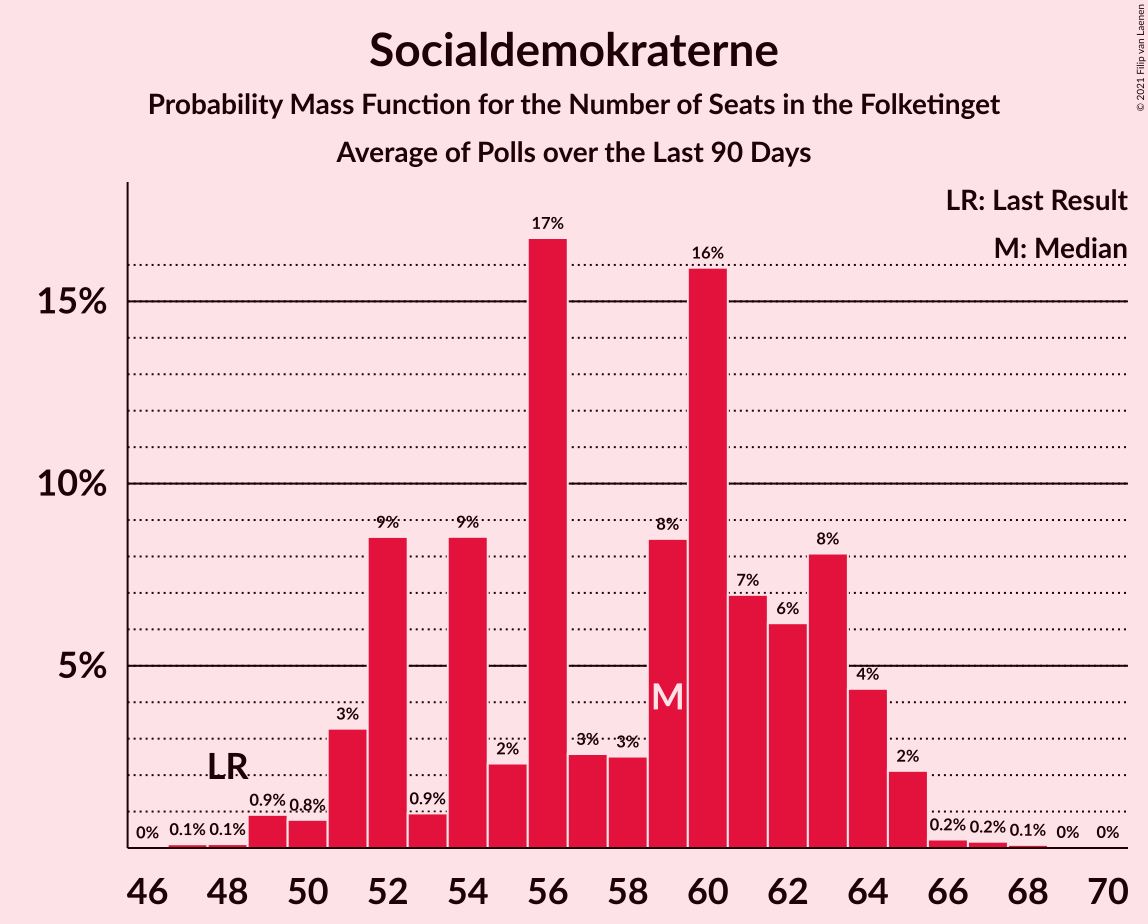 Socialdemokraterne
Probability Mass Function for the Number of Seats in the Folketinget
Average of Polls over the Last 90 Days
© 2021 Filip van Laenen
LR: Last Result
M: Median
15%
10%
5%
0% 0.1% 0.1% 0.9% 0.8% 3% 9% 0.9% 9% 2% 17% 3% 3% 8% 16% 7% 6% 8% 4% 2% 0.2% 0.2% 0.1% 0% 0%
LR
M
46 48 50 52 54 56 58 60 62 64 66 68 70